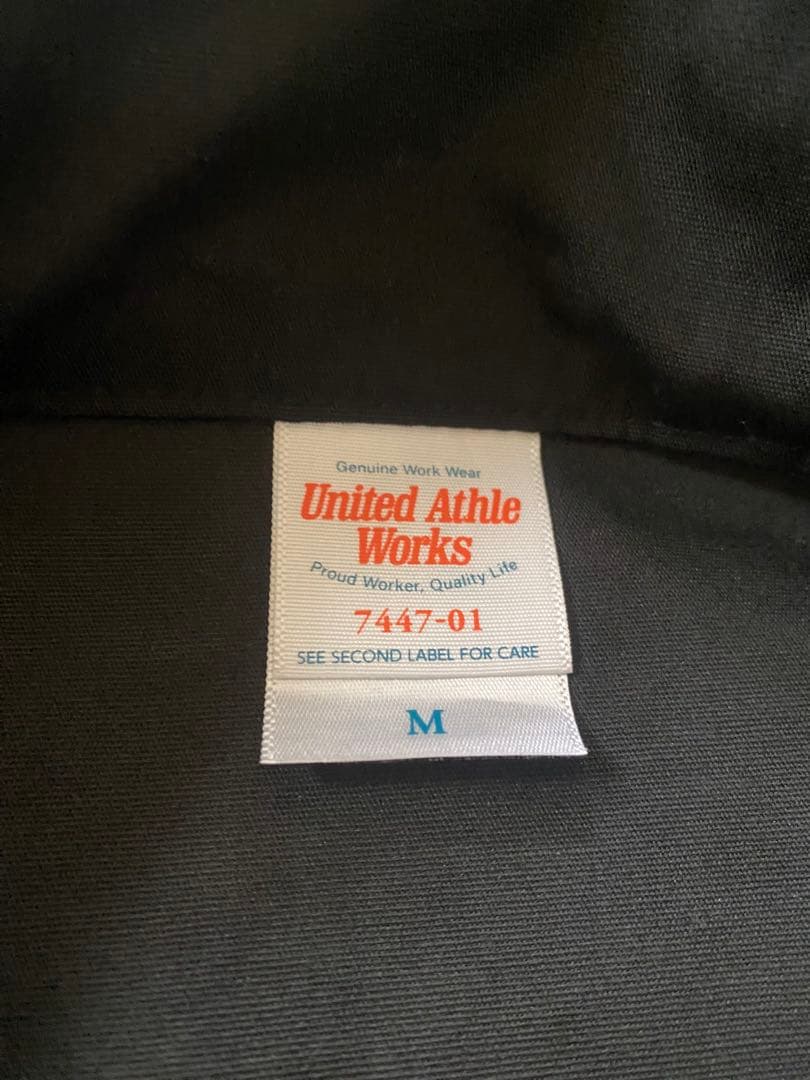 Genuine Work Wear
United Athle
Works
Proud Worker, Quality Life
7447-01
SEE SECOND LABEL FOR CARE
M